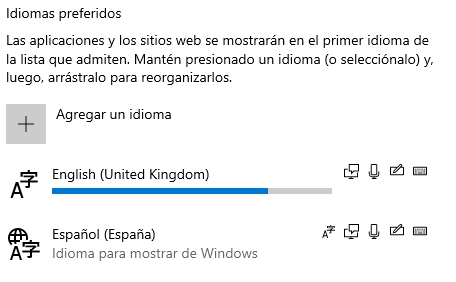 Idiomas preferidos
Las aplicaciones y los sitios web se mostrarán en el primer idioma de
la lista que admiten. Mantén presionado un idioma (o selecciónalo) y,
luego, arrástralo para reorganizarlos.
Agregar un idioma
English (United Kingdom)
Español (España)
Idioma para mostrar de Windows